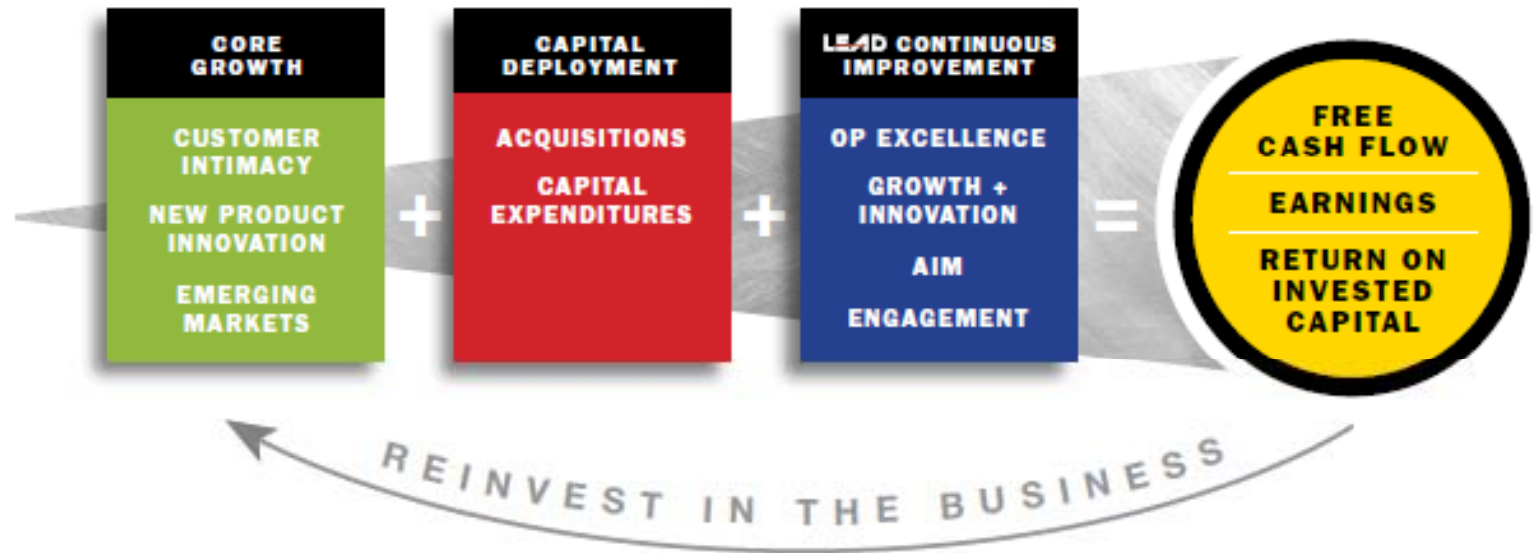 CORE
GROWTH
CUSTOMER
INTIMACY
NEW PRODUCT
INNOVATION
EMERGING
MARKETS
+
CAPITAL
DEPLOYMENT
ACQUISITIONS
CAPITAL
EXPENDITURES
+
LEAD CONTINUOUS
IMPROVEMENT
OP EXCELLENCE
GROWTH +
INNOVATION
AIM
ENGAGEMENT
=
FREE
CASH FLOW
EARNINGS
RETURN ON
INVESTED
CAPITAL
REINVEST IN THE BUSINESS